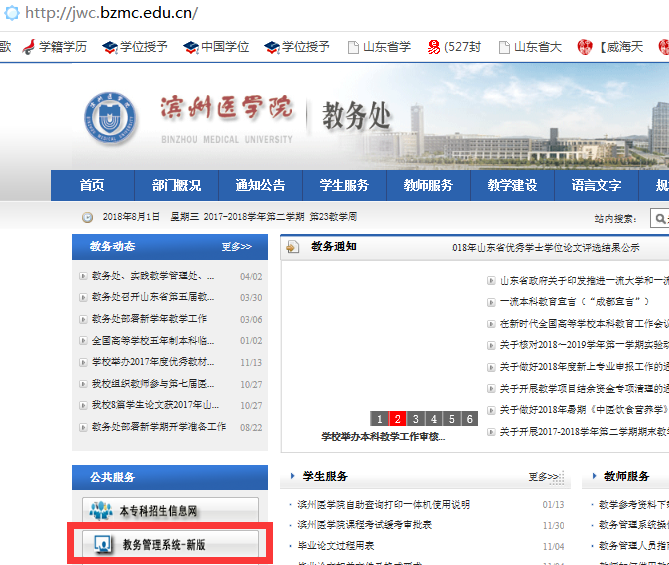 http://jwc.bzmc.edu.cn/
歌 学籍学历 学位授予 中国学位 学位授予 山东省学 (527封 山东省大 【威海天
滨州医学院 教务处
BINZHOU MEDICAL UNIVERSITY
首页 部门概况 通知公告 学生服务 教师服务 教学建设 语言文字 规
2018年8月1日 星期三 2017-2018学年第二学期 第23教学周 站内搜索：
教务动态 更多>>
教务处、实践教学管理处、... 04/02
教务处召开山东省第五届教... 03/30
教务处部署新学年教学工作 03/06
全国高等学校五年制本科临... 01/02
学校举办2017年度优秀教材... 11/13
我校组织教师参与第七届医... 10/27
我校8篇学生论文获2017年山... 10/27
教务处部署新学期开学准备工作 08/22
教务通知 018年山东省优秀学士学位论文评选结果公示
1 2 3 4 5 6
学校举办本科教学工作审核...
山东省政府关于印发推进一流大学和一流
一流本科教育宣言（“成都宣言”）
在新时代全国高等学校本科教育工作会议
关于核对2018－2019学年第一学期实验动
关于做好2018年度新上专业申报工作的通
关于开展教学项目结余资金专项清理的通
关于做好2018年暑期《中医饮食营养学》
关于开展2017-2018学年第二学期期末教学
公共服务
本专科招生信息网
教务管理系统-新版
学生服务 更多>>
滨州医学院自助查询打印一体机使用说明 01/13
滨州医学院课程考试缓考审批表 11/30
毕业论文过程用表 11/04
教师服务
教学参考资料下
教务管理系统操
教务管理人员指